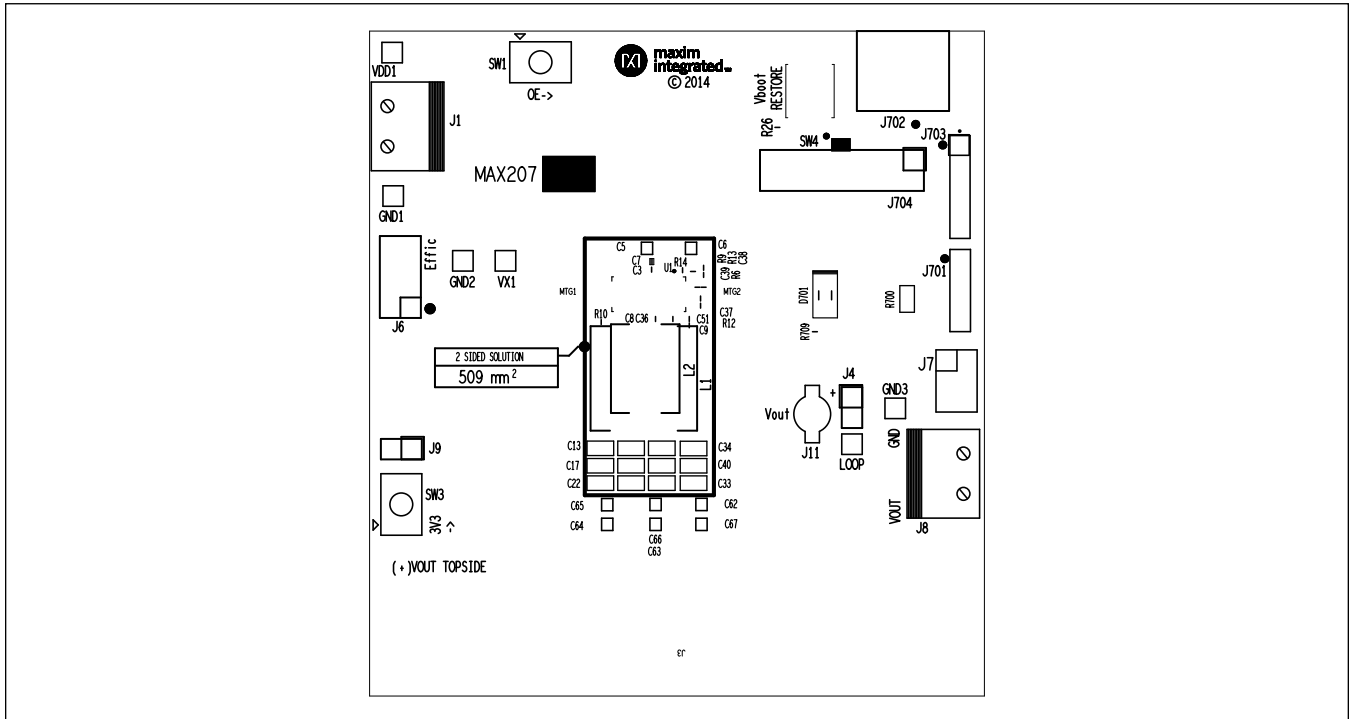 VDD1
SW1
OE->
maxim
integrated™
© 2014
Vboot
RESTORE
R26
J702
J703
SW4
J1
MAX207
J704
GND1
Effic
GND2
VX1
J6
C5
C6
C7
C3
U1
R14
R9
R13
C38
C39
R6
J701
MTG1
MTG2
D701
R700
R10
C8
C36
C51
C9
C37
R12
R709
2 SIDED SOLUTION
509 mm²
L2
L1
J7
J4
+
GND3
Vout
J11
LOOP
GND
VOUT
J8
J9
SW3
3V3
->
C13
C34
C17
C40
C22
C33
C65
C62
C64
C67
C66
C63
(+)VOUT TOPSIDE
J3